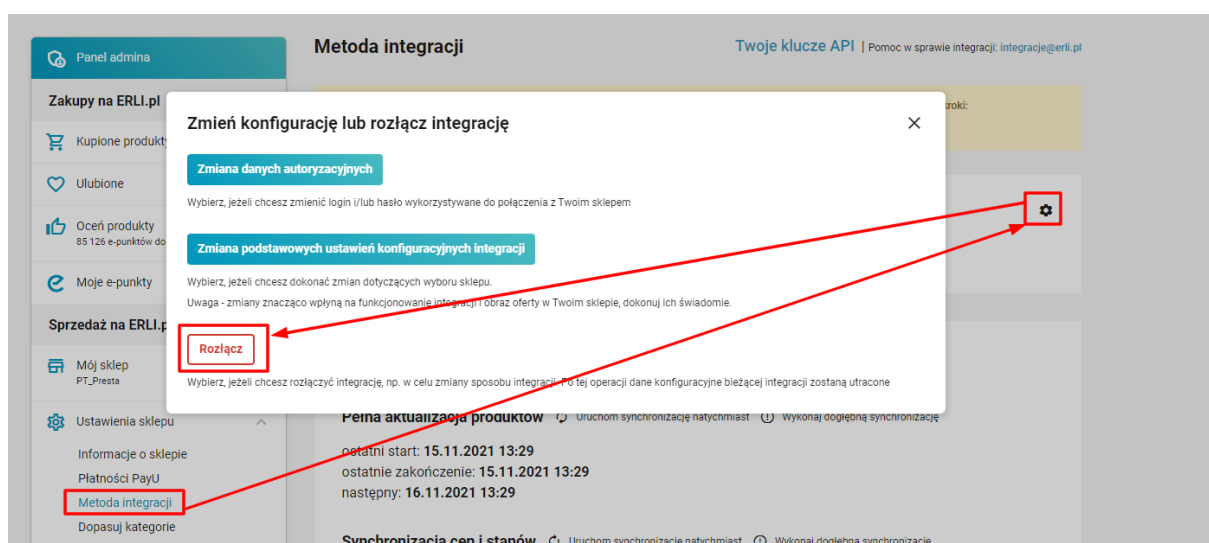 Panel admina
Metoda integracji
Twoje klucze API | Pomoc w sprawie integracji: integracje@erli.pl
Zakupy na ERLI.pl
kroki:
Zmień konfigurację lub rozłącz integrację
Kupione produkty
Zmiana danych autoryzacyjnych
Ulubione
Wybierz, jeżeli chcesz zmienić login i/lub hasło wykorzystywane do połączenia z Twoim sklepem
Oceń produkty
85 126 e-punktów do
Zmiana podstawowych ustawień konfiguracyjnych integracji
Moje e-punkty
Wybierz, jeżeli chcesz dokonać zmian dotyczących wyboru sklepu.
Uwaga - zmiany znacząco wpłyną na funkcjonowanie integracji i obraz oferty w Twoim sklepie, dokonuj ich świadomie.
Sprzedaż na ERLI.p
Rozłącz
Mój sklep
PT_Presta
Wybierz, jeżeli chcesz rozłączyć integrację, np. w celu zmiany sposobu integracji. Po tej operacji dane konfiguracyjne bieżącej integracji zostaną utracone
Ustawienia sklepu
Pełna aktualizacja produktów Uruchom synchronizację natychmiast Wykonaj dogłębną synchronizację
Informacje o sklepie
ostatni start: 15.11.2021 13:29
Płatności PayU
ostatnie zakończenie: 15.11.2021 13:29
Metoda integracji
następny: 16.11.2021 13:29
Dopasuj kategorie
Synchronizacja cen i stanów Uruchom synchronizację natychmiast Wykonaj dogłębną synchronizację